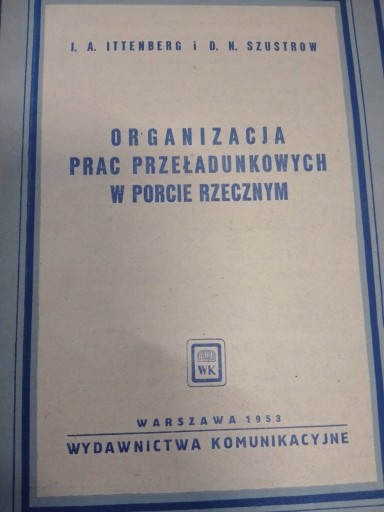 I. A. ITTENBERG i D. N. SZUSTROW
ORGANIZACJA
PRAC PRZEŁADUNKOWYCH
W PORCIE RZECZNYM
WK
WARSZAWA 1953
WYDAWNICTWA KOMUNIKACYJNE